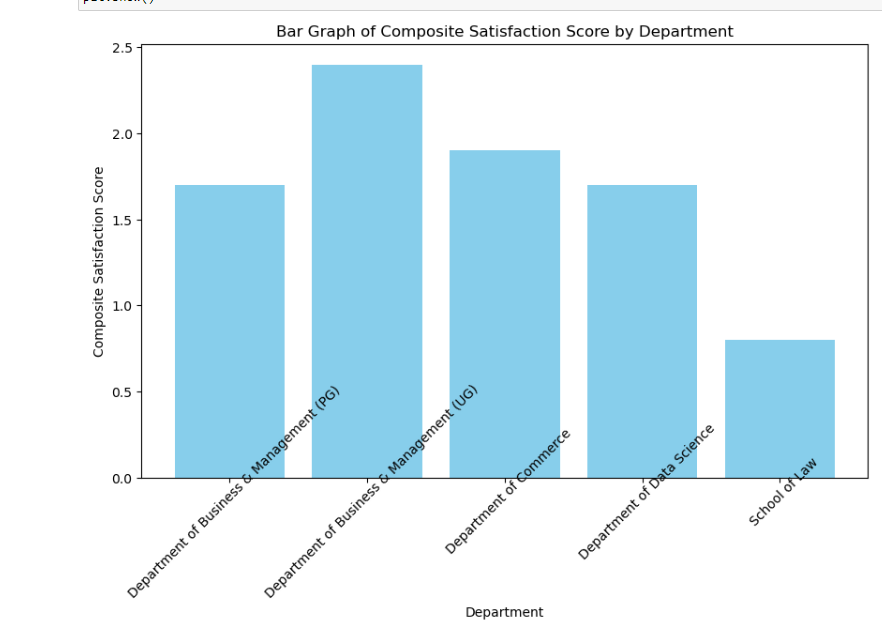 Bar Graph of Composite Satisfaction Score by Department
2.5
2.0
1.5
1.0
0.5
0.0
Composite Satisfaction Score
Department of Business & Management (PG)
Department of Business & Management (UG)
Department of Commerce
Department of Data Science
School of Law
Department